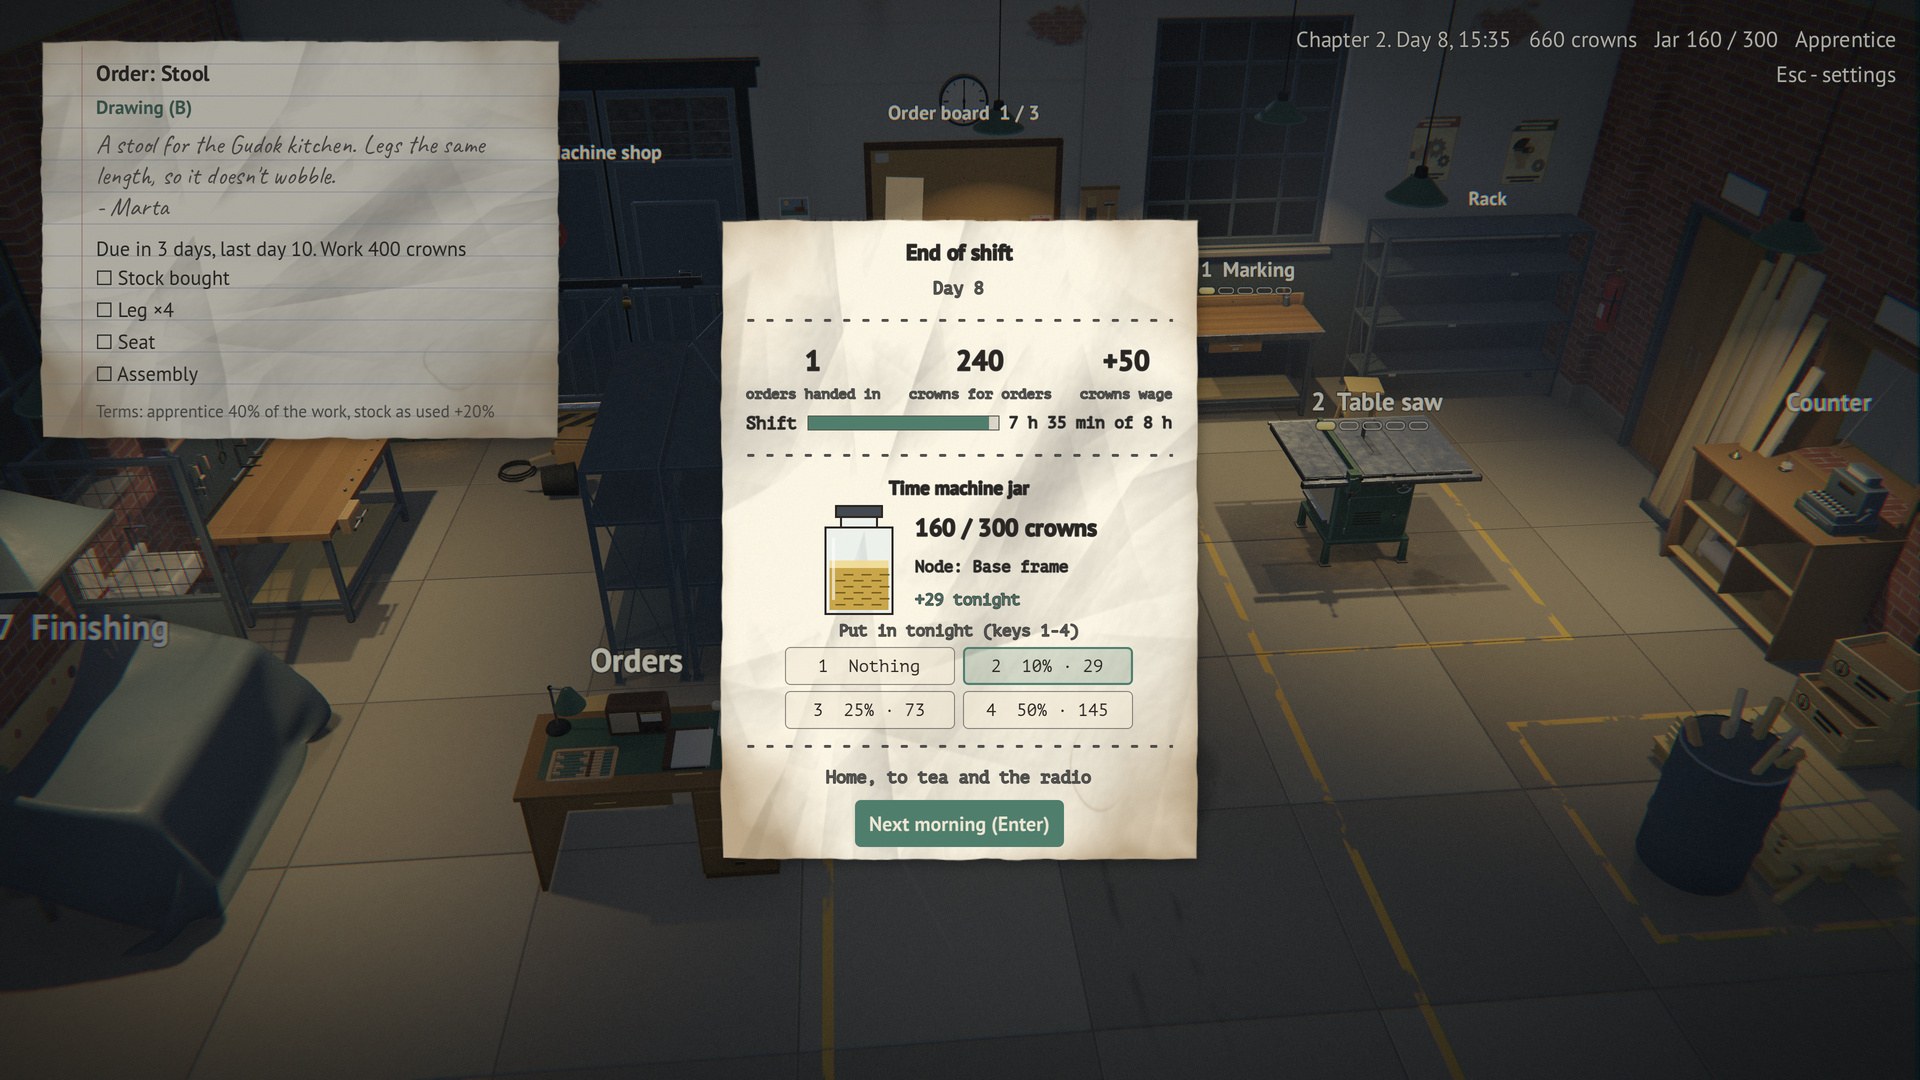 Order: Stool
Drawing (B)
A stool for the Gudok kitchen. Legs the same
length, so it doesn't wobble.
- Marta
Due in 3 days, last day 10. Work 400 crowns
Stock bought
Leg ×4
Seat
Assembly
Terms: apprentice 40% of the work, stock as used +20%
Chapter 2. Day 8, 15:35 660 crowns Jar 160 / 300 Apprentice
Esc - settings
Order board 1 / 3
achine shop
Rack
1 Marking
2 Table saw
Counter
7 Finishing
Orders
End of shift
Day 8
1 240 +50
orders handed in crowns for orders crowns wage
Shift 7 h 35 min of 8 h
Time machine jar
160 / 300 crowns
Node: Base frame
+29 tonight
Put in tonight (keys 1-4)
1 Nothing 2 10% · 29
3 25% · 73 4 50% · 145
Home, to tea and the radio
Next morning (Enter)